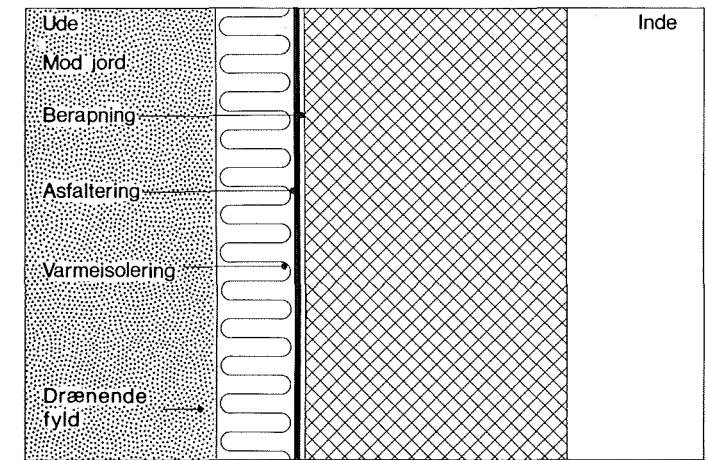 Ude
Inde
Mod jord
Berapning
Asfaltering
Varmeisolering
Drænende
fyld